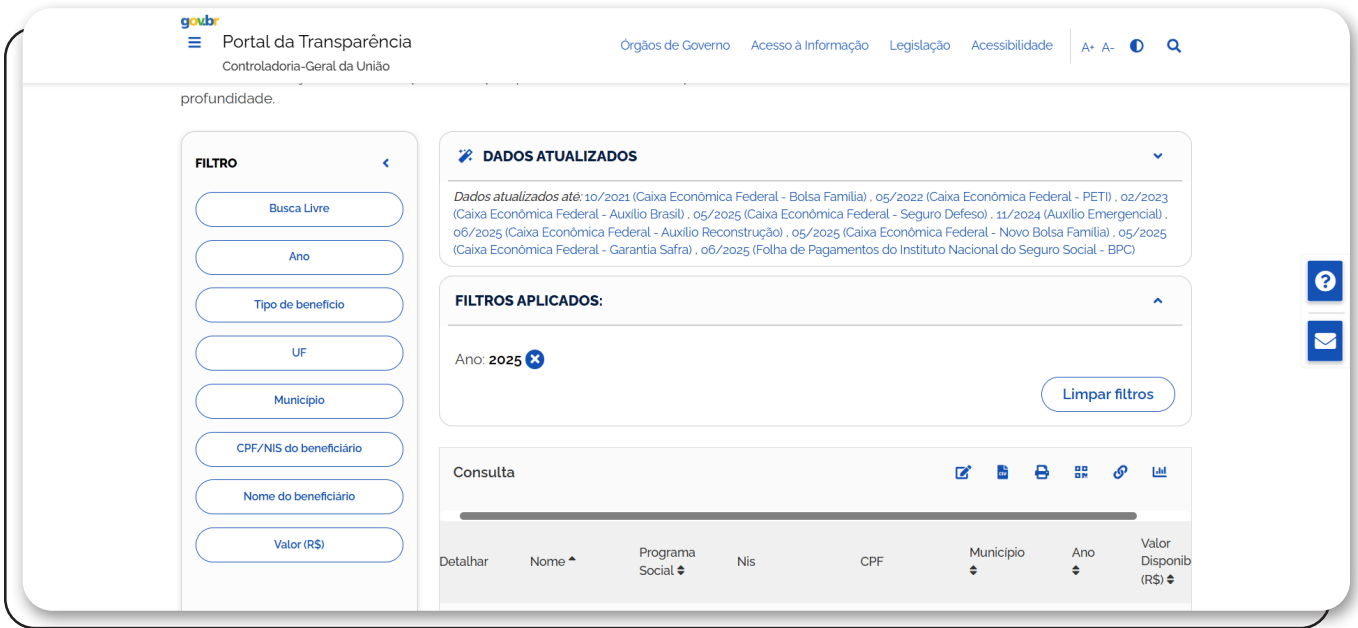 gov.br
Portal da Transparência
Controladoria-Geral da União
Órgãos de Governo
Acesso à Informação
Legislação
Acessibilidade
A+ A-
profundidade.
FILTRO
Busca Livre
Ano
Tipo de benefício
UF
Município
CPF/NIS do beneficiário
Nome do beneficiário
Valor (R$)
DADOS ATUALIZADOS
Dados atualizados até: 10/2021 (Caixa Econômica Federal - Bolsa Família) , 05/2022 (Caixa Econômica Federal - PETI) , 02/2023
(Caixa Econômica Federal - Auxílio Brasil) , 05/2025 (Caixa Econômica Federal - Seguro Defeso) , 11/2024 (Auxílio Emergencial) ,
06/2025 (Caixa Econômica Federal - Auxílio Reconstrução) , 05/2025 (Caixa Econômica Federal - Novo Bolsa Família) , 05/2025
(Caixa Econômica Federal - Garantia Safra) , 06/2025 (Folha de Pagamentos do Instituto Nacional do Seguro Social - BPC)
FILTROS APLICADOS:
Ano: 2025
Limpar filtros
Consulta
CSV
Detalhar
Nome
Programa
Social
Nis
CPF
Município
Ano
Valor
Disponib
(R$)